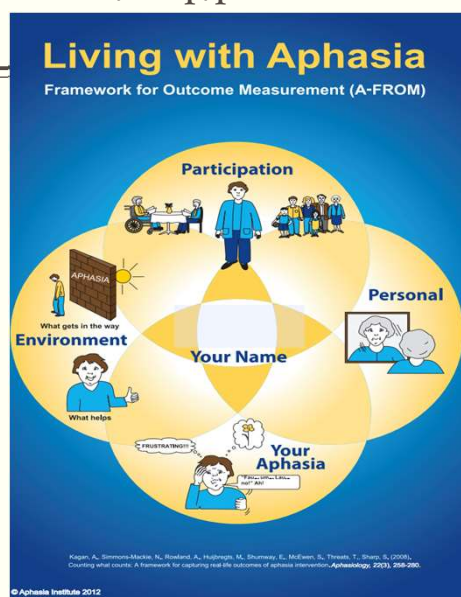 Living with Aphasia
Framework for Outcome Measurement (A-FROM)
Participation
APHASIA
What gets in the way
Environment
What helps
Personal
Your Name
FRUSTRATING!!!
Your
Aphasia
Kagan, A., Simmons-Mackie, N., Rowland, A., Huijbregts, M., Shumway, E., McEwen, S., Threats, T., Sharp, S., (2008),
Counting what counts: A framework for capturing real-life outcomes of aphasia intervention. Aphasiology, 22(3), 258-280.
© Aphasia Institute 2012